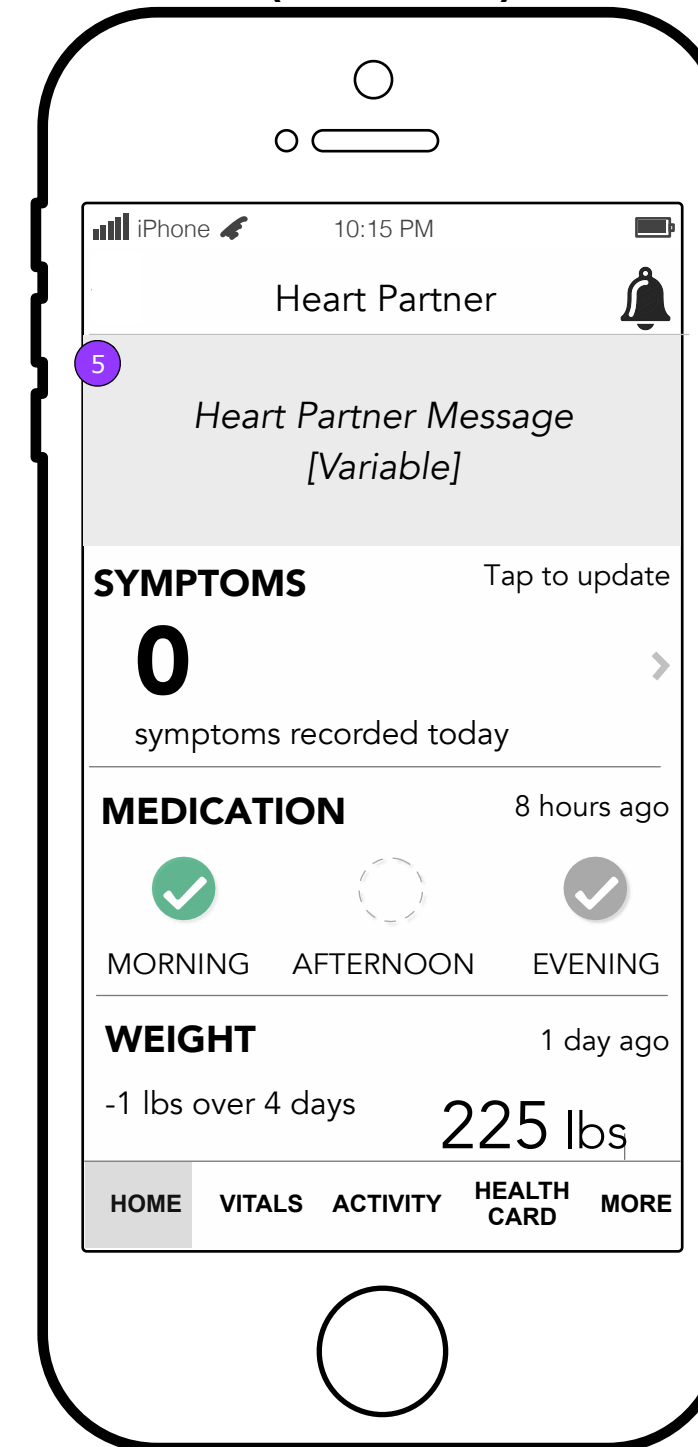 iPhone 10:15 PM
Heart Partner
5
Heart Partner Message
[Variable]
SYMPTOMS Tap to update
0
symptoms recorded today
MEDICATION 8 hours ago
MORNING AFTERNOON EVENING
WEIGHT 1 day ago
-1 lbs over 4 days 225 lbs
HOME VITALS ACTIVITY HEALTH CARD MORE